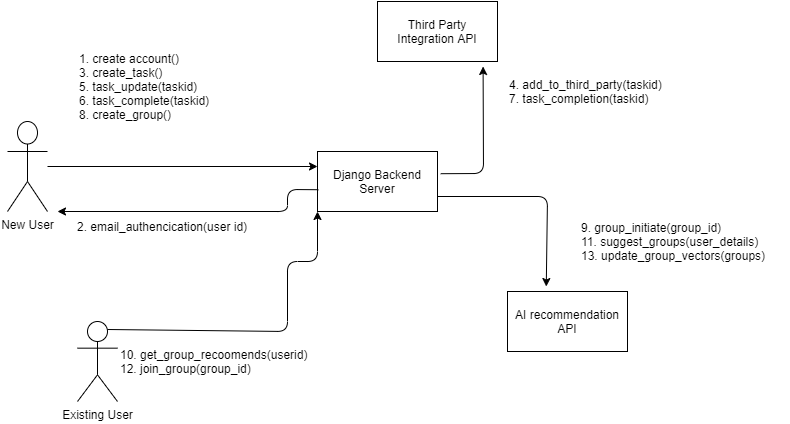 Third Party
Integration API
1. create account()
3. create_task()
5. task_update(taskid)
6. task_complete(taskid)
8. create_group()
4. add_to_third_party(taskid)
7. task_completion(taskid)
Django Backend
Server
New User
2. email_authencication(user id)
9. group_initiate(group_id)
11. suggest_groups(user_details)
13. update_group_vectors(groups)
AI recommendation
API
10. get_group_recoomends(userid)
12. join_group(group_id)
Existing User